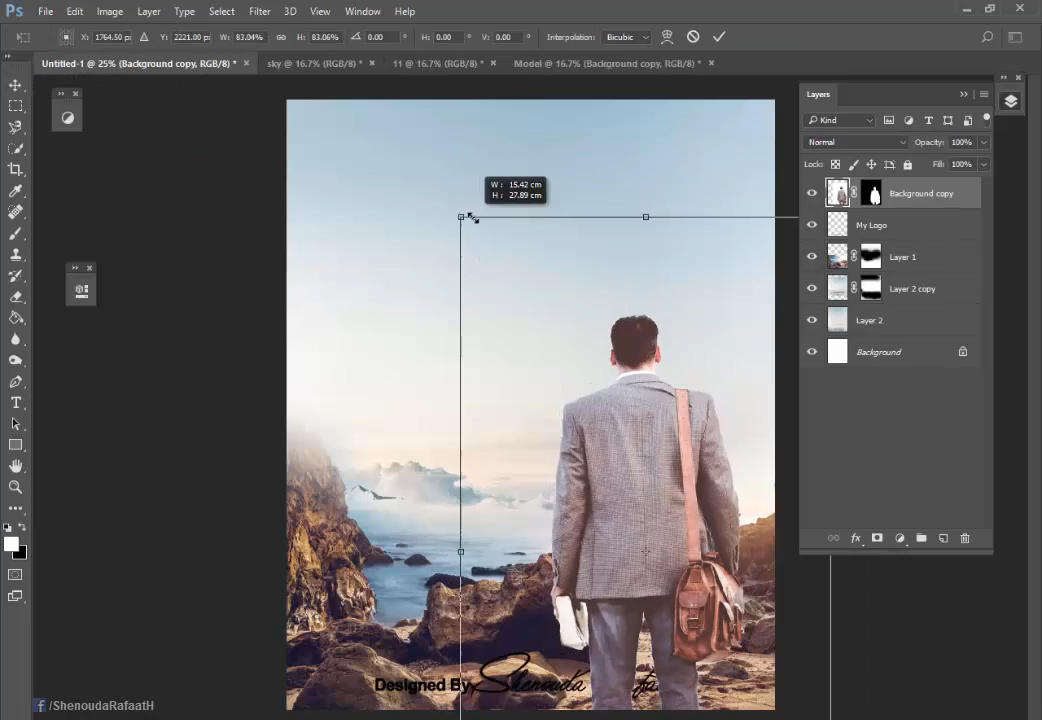 Ps File Edit Image Layer Type Select Filter 3D View Window Help
X: 1764.50 px Y: 2221.00 px W: 83.04% H: 83.06% 0.00 ° H: 0.00 ° V: 0.00 ° Interpolation: Bicubic
Untitled-1 @ 25% (Background copy, RGB/8) * × sky @ 16.7% (RGB/8) * × 11 @ 16.7% (RGB/8) * × Model @ 16.7% (Background copy, RGB/8) * ×
Layers
Kind
Normal Opacity: 100%
Lock: Fill: 100%
Background copy
My Logo
Layer 1
Layer 2 copy
Layer 2
Background
W: 15.42 cm
H: 27.89 cm
Designed By Shenouda
/ShenoudaRafaatH